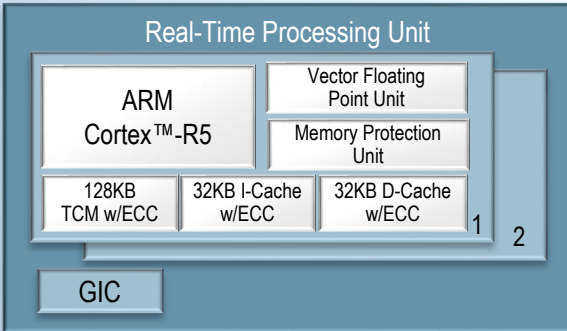 Real-Time Processing Unit
ARM
Cortex™-R5
Vector Floating
Point Unit
Memory Protection
Unit
128KB
TCM w/ECC
32KB I-Cache
w/ECC
32KB D-Cache
w/ECC
1
2
GIC